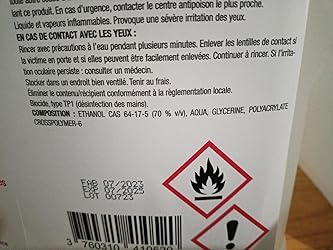 lant ce produit. En cas d'urgence, contacter le centre antipoison le plus proche.
Liquide et vapeurs inflammables. Provoque une sévère irritation des yeux.
EN CAS DE CONTACT AVEC LES YEUX :
Rincer avec précautions à l'eau pendant plusieurs minutes. Enlever les lentilles de contact si
la victime en porte et si elles peuvent être facilement enlevées. Continuer à rincer. Si l'irrita-
tion oculaire persiste : consulter un médecin.
Stocker dans un endroit bien ventilé. Tenir au frais.
Éliminer le contenu/récipient conformément à la réglementation locale.
Biocide, type TP1 (désinfection des mains).
COMPOSITION : ETHANOL CAS 64-17-5 (70 % v/v), AQUA, GLYCERINE, POLYACRYLATE
CROSSPOLYMER-6
FAB 07/2023
EXP 07/2025
LOT 00723
3 760310